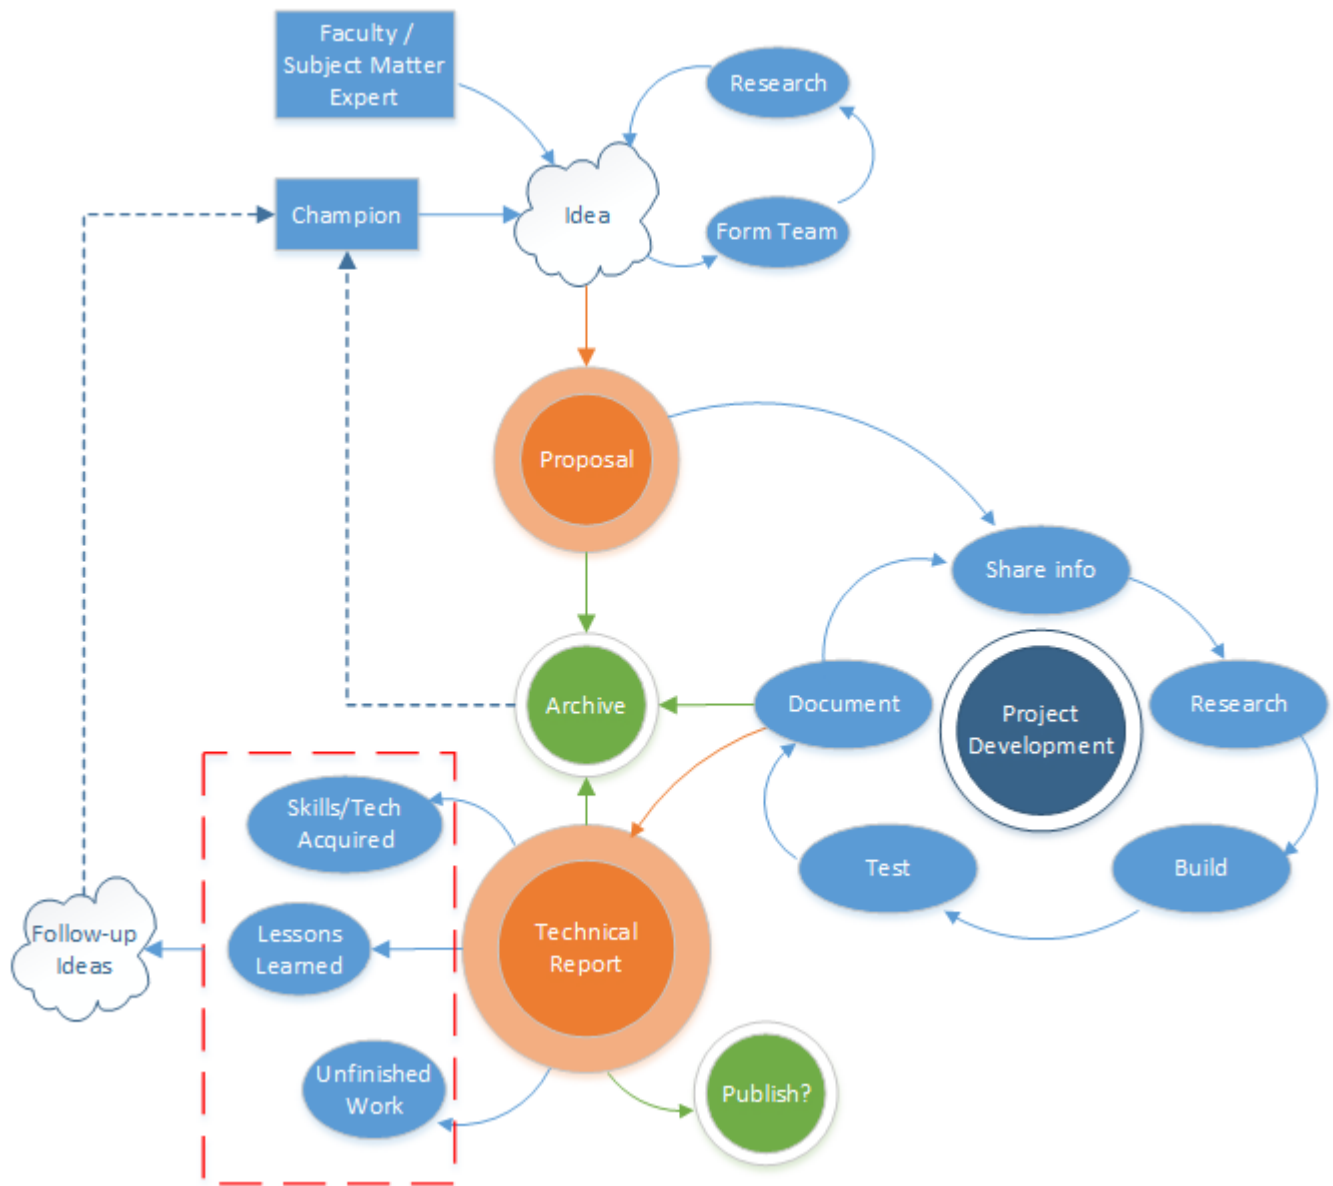 Faculty /
Subject Matter
Expert
Research
Champion
Idea
Form Team
Proposal
Share info
Archive
Document
Project
Development
Research
Skills/Tech
Acquired
Test
Build
Follow-up
Ideas
Lessons
Learned
Technical
Report
Unfinished
Work
Publish?